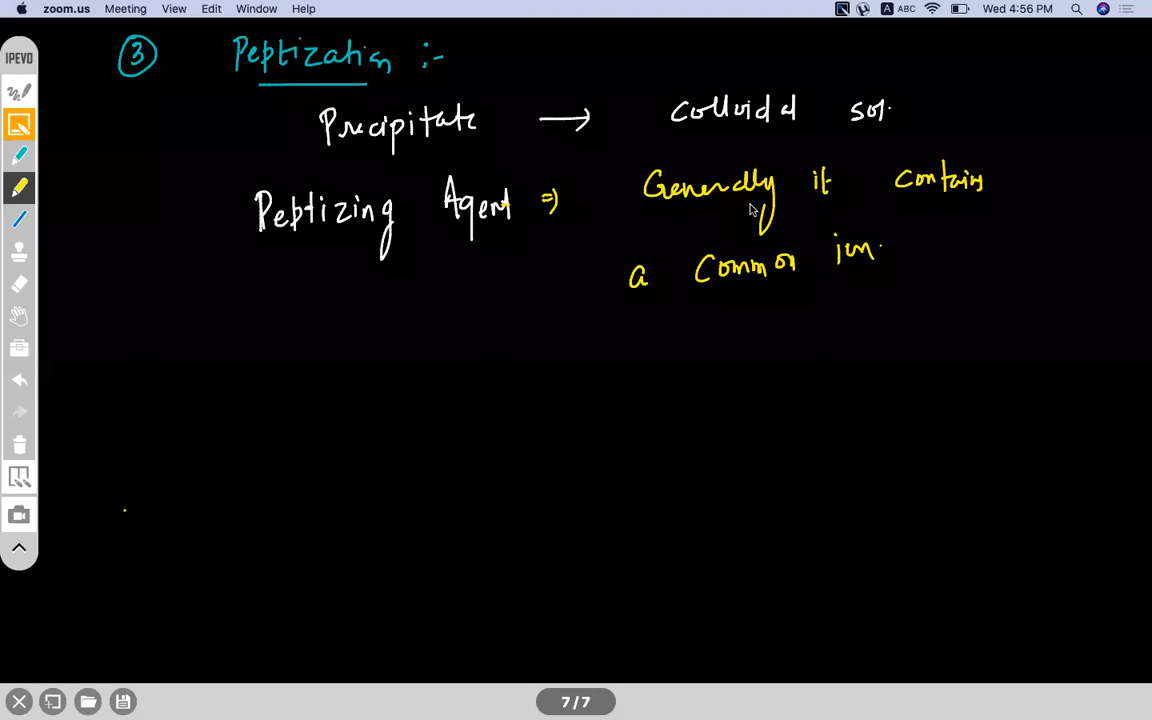 zoom.us Meeting View Edit Window Help A ABC Wed 4:56 PM
IPEVO
③ Peptization :-
Precipitate → Colloidal sol.
Peptizing Agent ⇒ Generally it contains
a common ion.
7/7